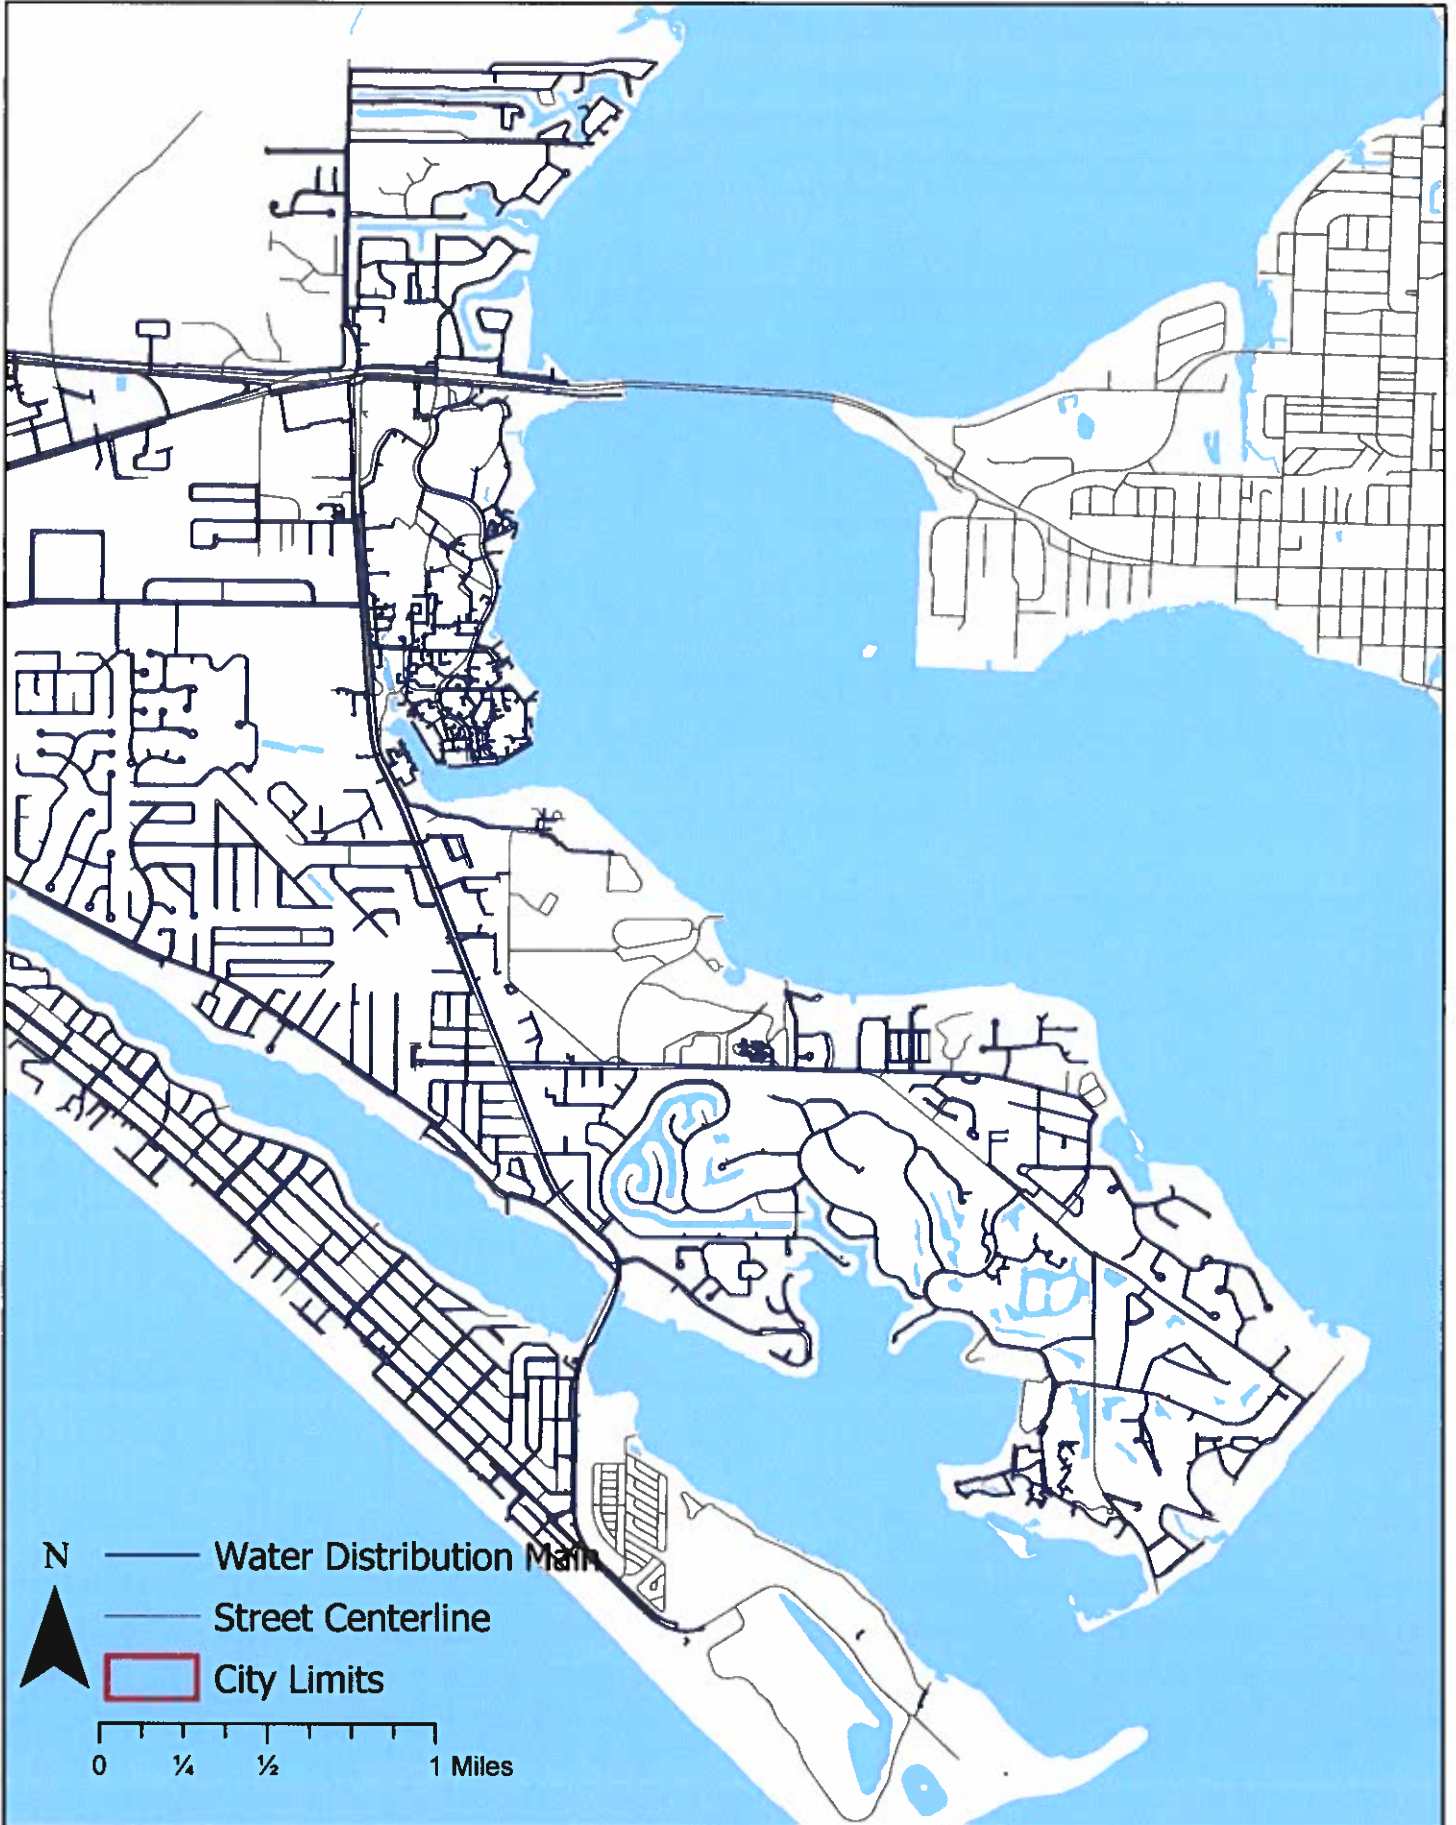 N
Water Distribution Main
Street Centerline
City Limits
0 ¼ ½ 1 Miles